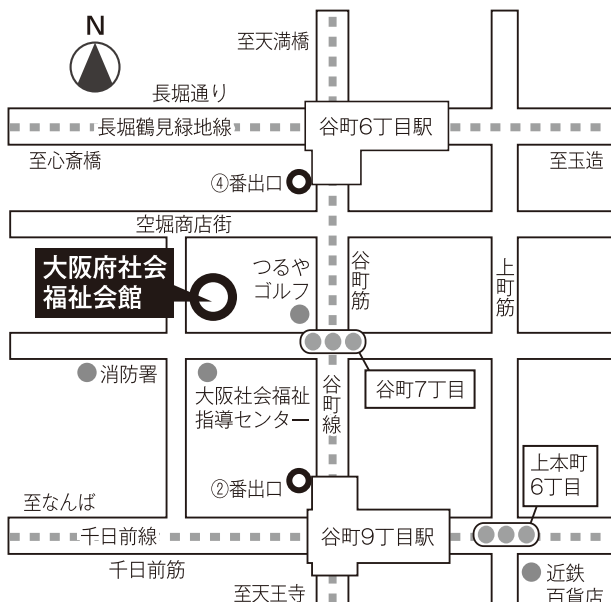 N
至天満橋
長堀通り
長堀鶴見緑地線
谷町6丁目駅
至心斎橋
至玉造
④番出口
空堀商店街
大阪府社会
福祉会館
つるや
ゴルフ
谷町筋
上町筋
消防署
大阪社会福祉
指導センター
谷町線
谷町7丁目
上本町
6丁目
②番出口
至なんば
千日前線
谷町9丁目駅
千日前筋
近鉄
百貨店
至天王寺